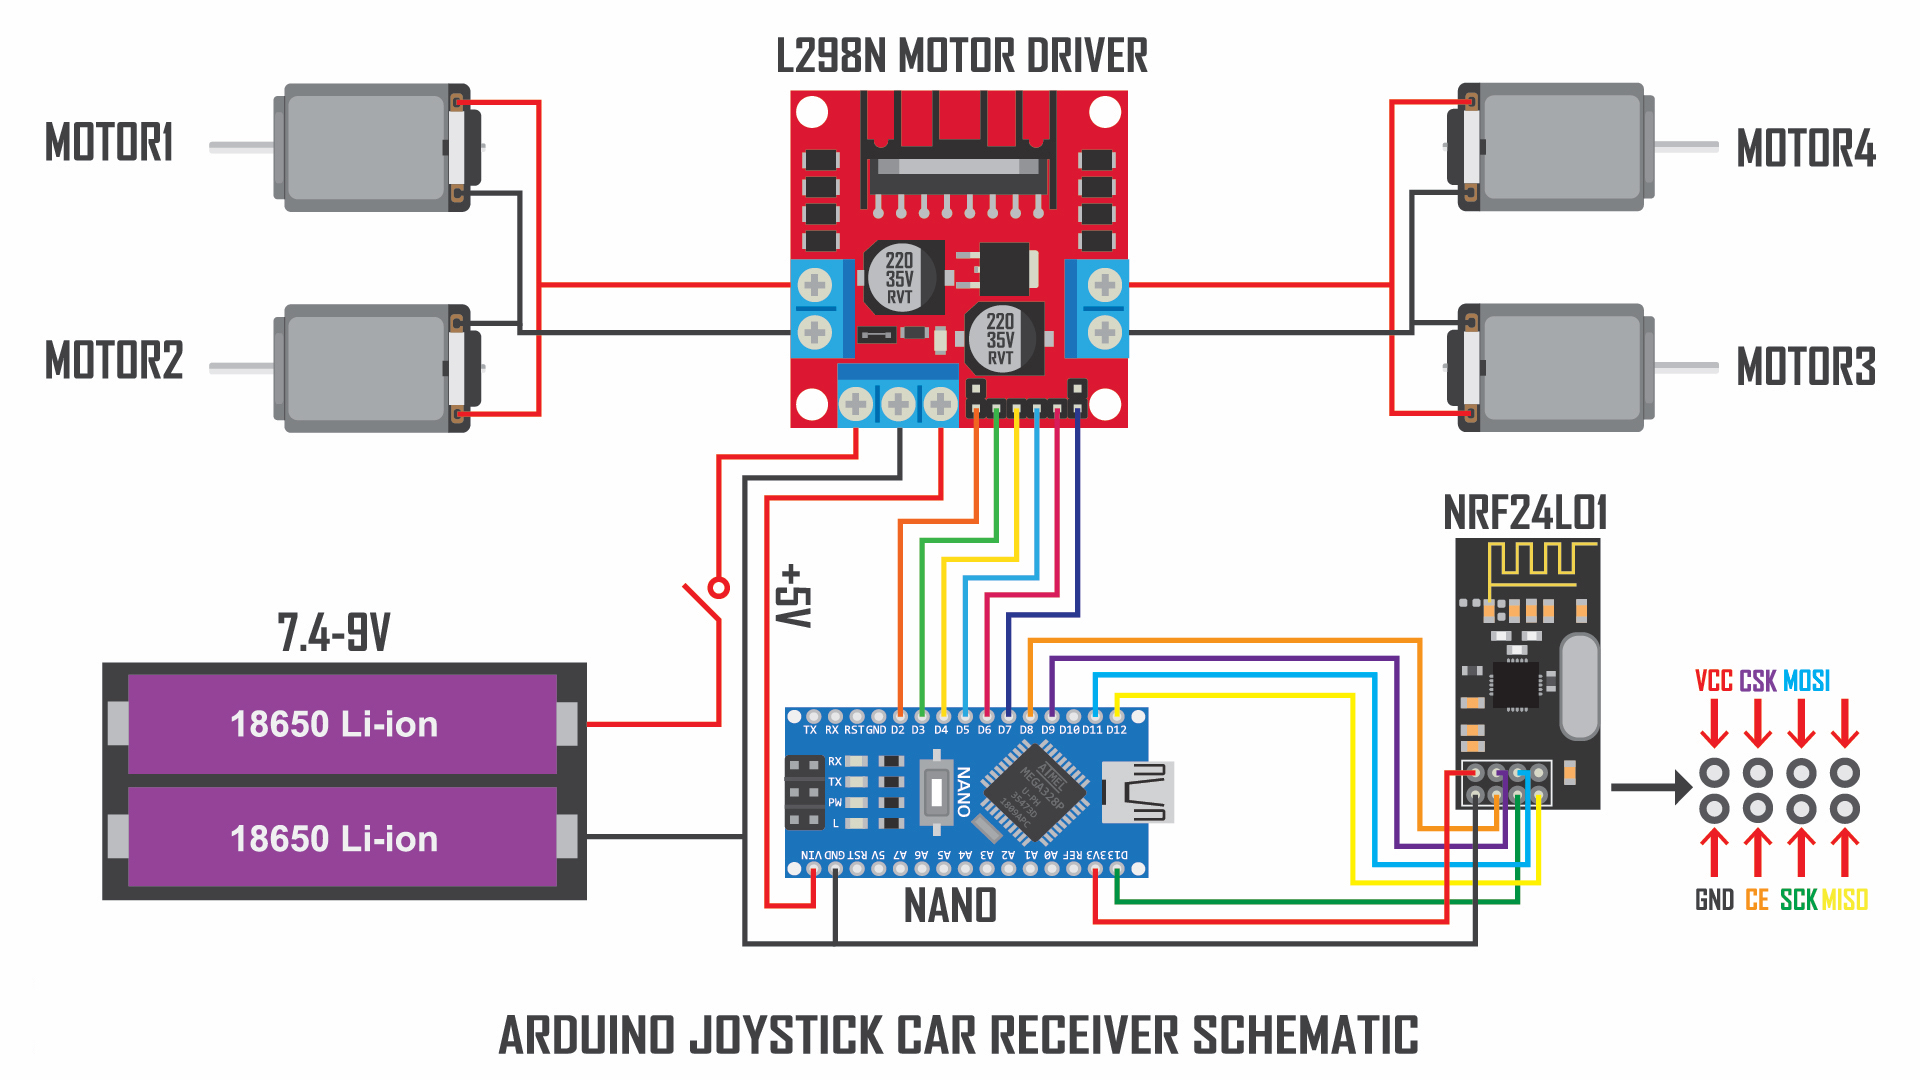 L298N MOTOR DRIVER
MOTOR1
MOTOR4
220
35V
RVT
220
35V
RVT
MOTOR2
MOTOR3
NRF24L01
+5V
7.4-9V
18650 Li-ion
18650 Li-ion
TX RX RST GND D2 D3 D4 D5 D6 D7 D8 D9 D10 D11 D12
RX
TX
PW
L
NANO
ATMEL
MEGA328P
U-PH
35473D
1809APC
VIN GND RST 5V A7 A6 A5 A4 A3 A2 A1 A0 REF 3V3 D13
NANO
VCC CSK MOSI
GND CE SCK MISO
ARDUINO JOYSTICK CAR RECEIVER SCHEMATIC